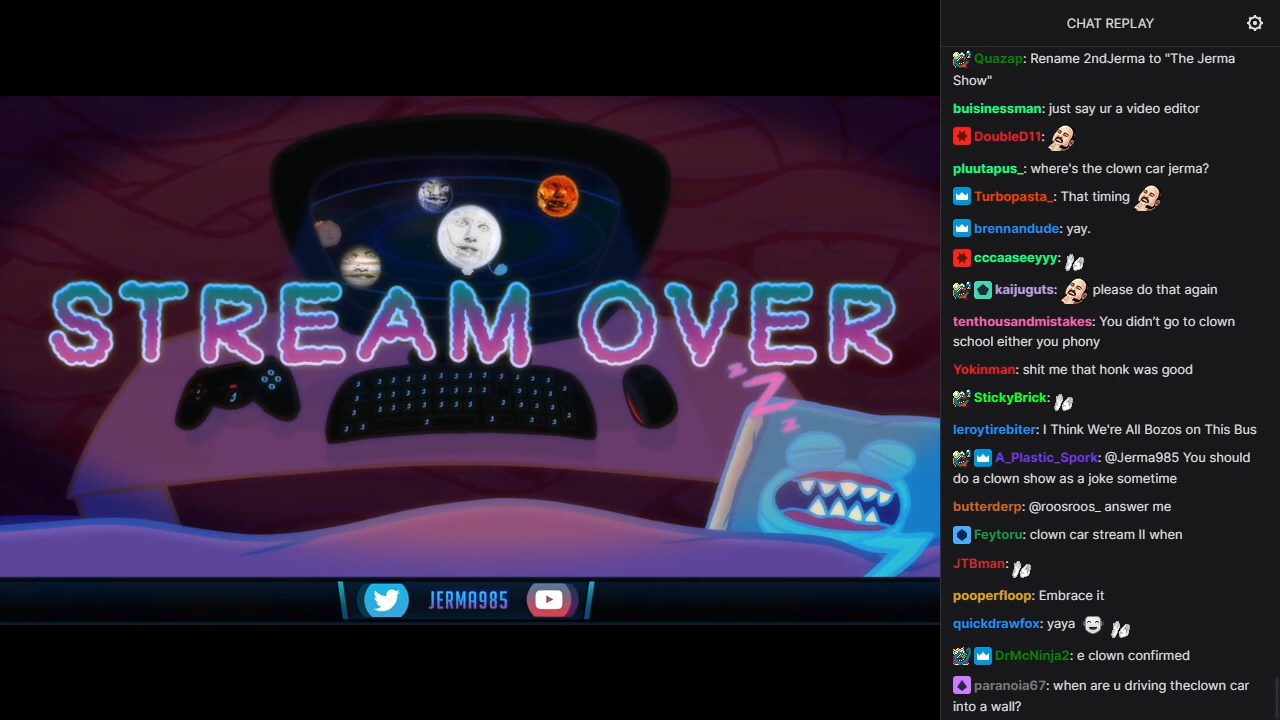 CHAT REPLAY
Quazap: Rename 2ndJerma to "The Jerma
Show"
buisinessman: just say ur a video editor
DoubleD11:
pluutapus_: where's the clown car jerma?
Turbopasta_: That timing
brennandude: yay.
cccaaseeyyy:
kaijuguts: please do that again
tenthousandmistakes: You didn't go to clown
school either you phony
Yokinman: shit me that honk was good
StickyBrick:
leroytirebiter: I Think We're All Bozos on This Bus
A_Plastic_Spork: @Jerma985 You should
do a clown show as a joke sometime
butterderp: @roosroos_ answer me
Feytoru: clown car stream ll when
JTBman:
pooperfloop: Embrace it
quickdrawfox: yaya
DrMcNinja2: e clown confirmed
paranoia67: when are u driving theclown car
into a wall?
STREAM OVER
z
Z
z
JERMA985